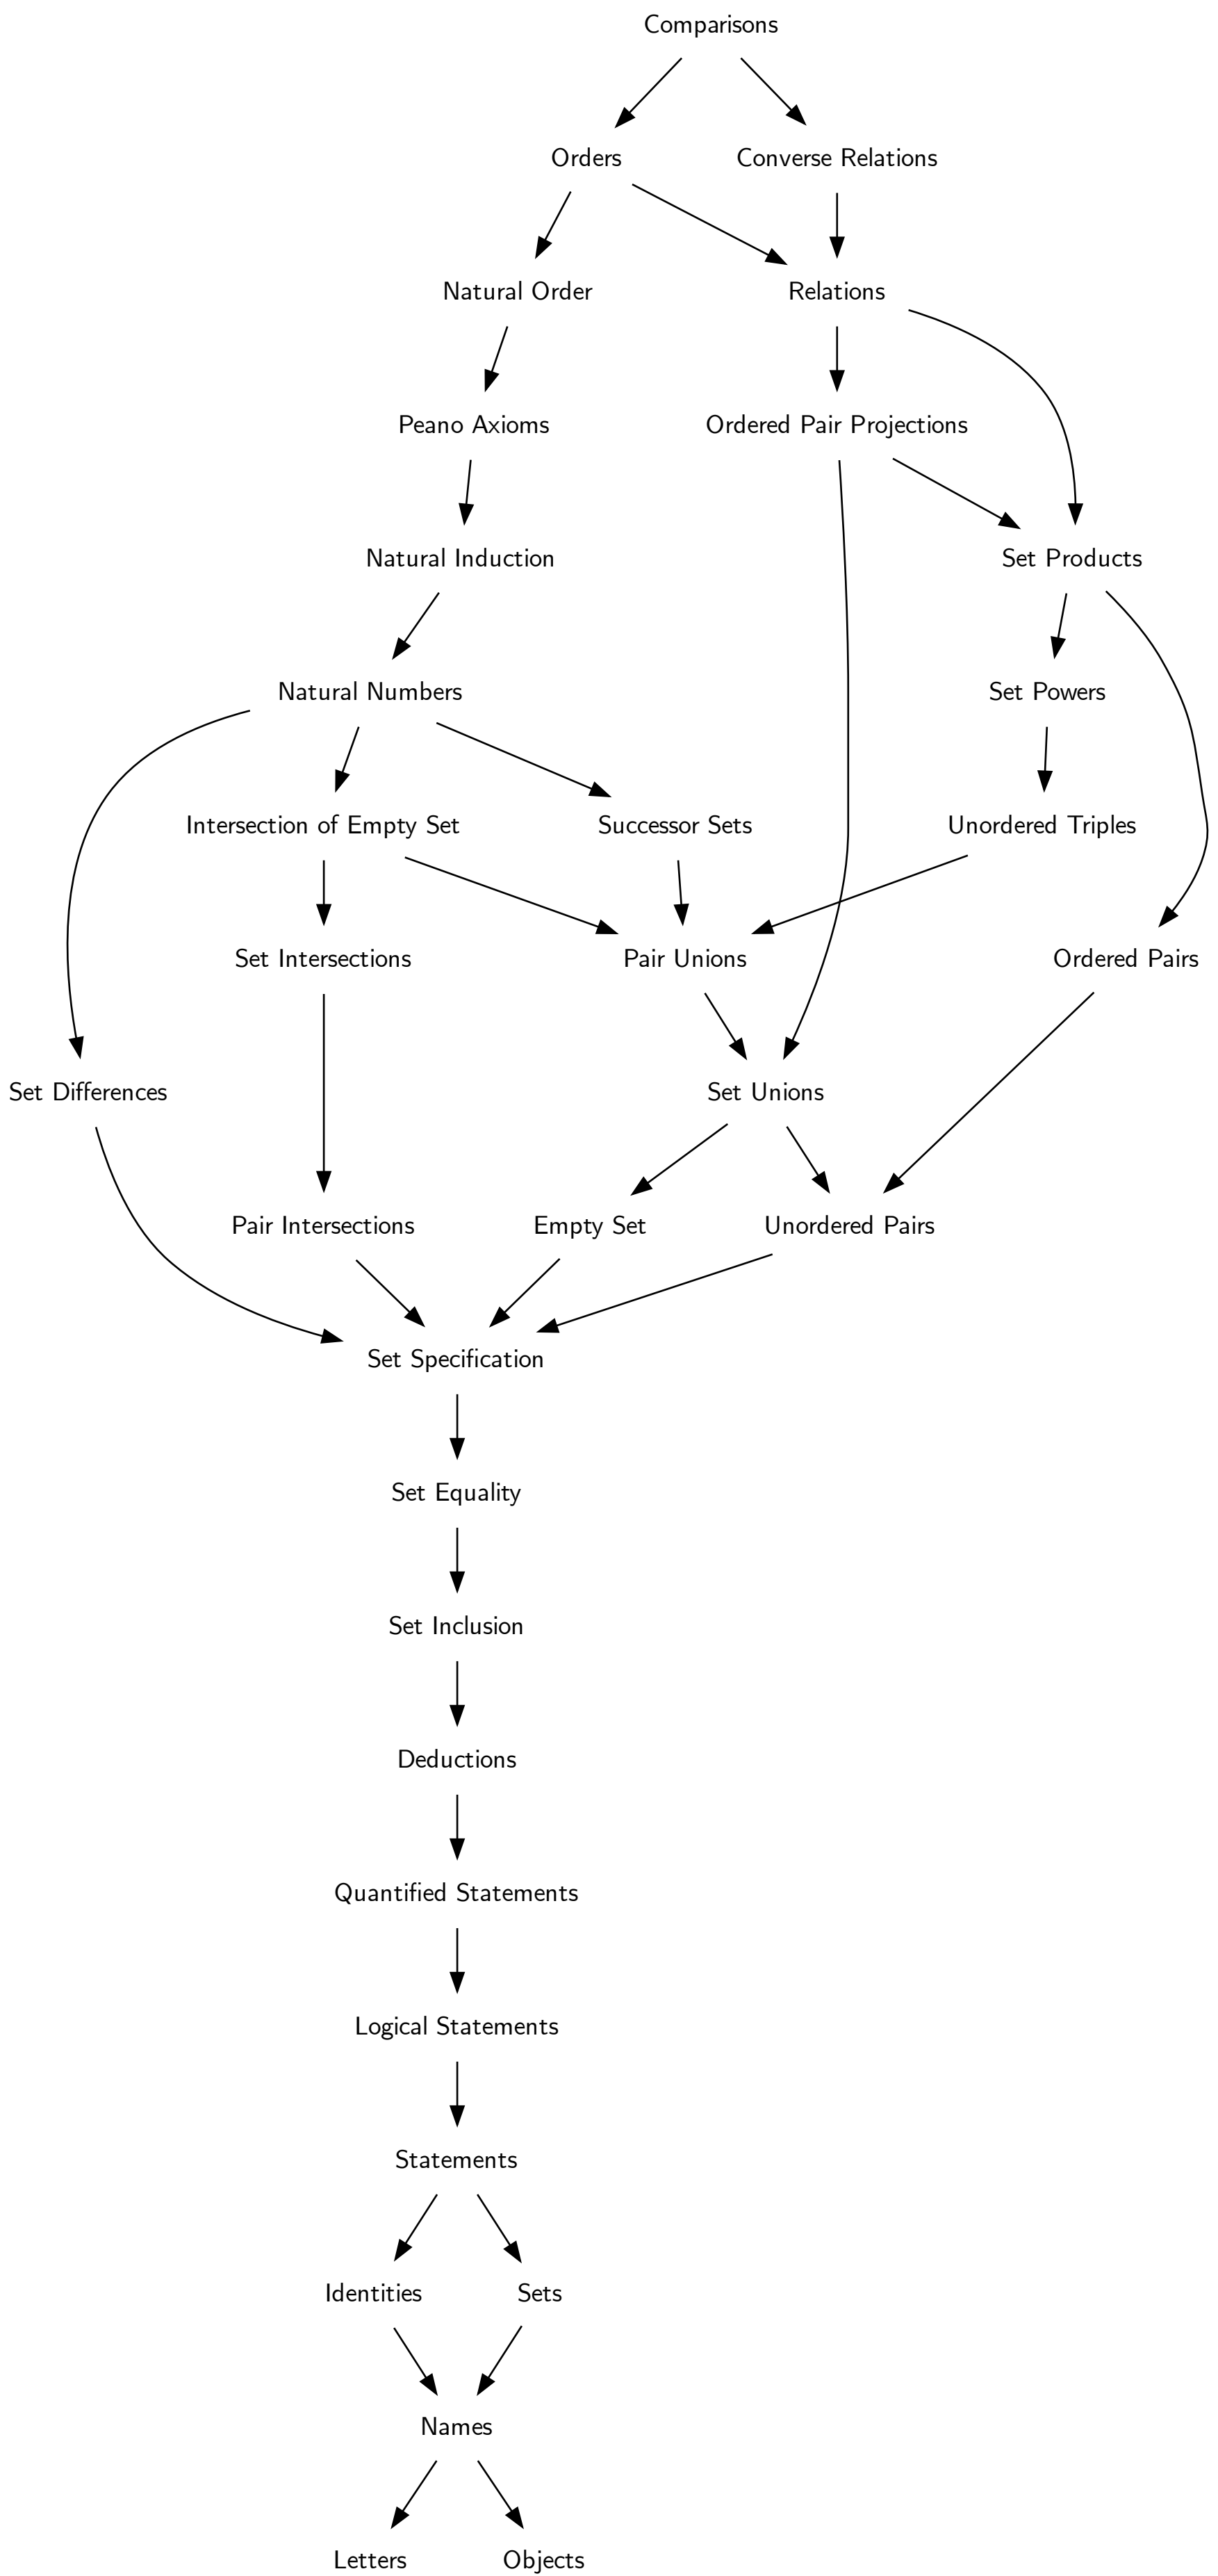 Comparisons
Orders
Converse Relations
Natural Order
Relations
Peano Axioms
Ordered Pair Projections
Natural Induction
Set Products
Natural Numbers
Set Powers
Intersection of Empty Set
Successor Sets
Unordered Triples
Set Intersections
Pair Unions
Ordered Pairs
Set Differences
Set Unions
Pair Intersections
Empty Set
Unordered Pairs
Set Specification
Set Equality
Set Inclusion
Deductions
Quantified Statements
Logical Statements
Statements
Identities
Sets
Names
Letters
Objects